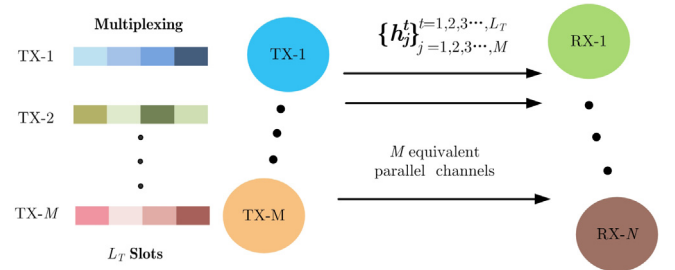 Multiplexing
TX-1
TX-2
TX-M
L_T Slots
TX-1
TX-M
{h_j^t}_{j=1,2,3···,M}^{t=1,2,3···,L_T}
M equivalent
parallel channels
RX-1
RX-N